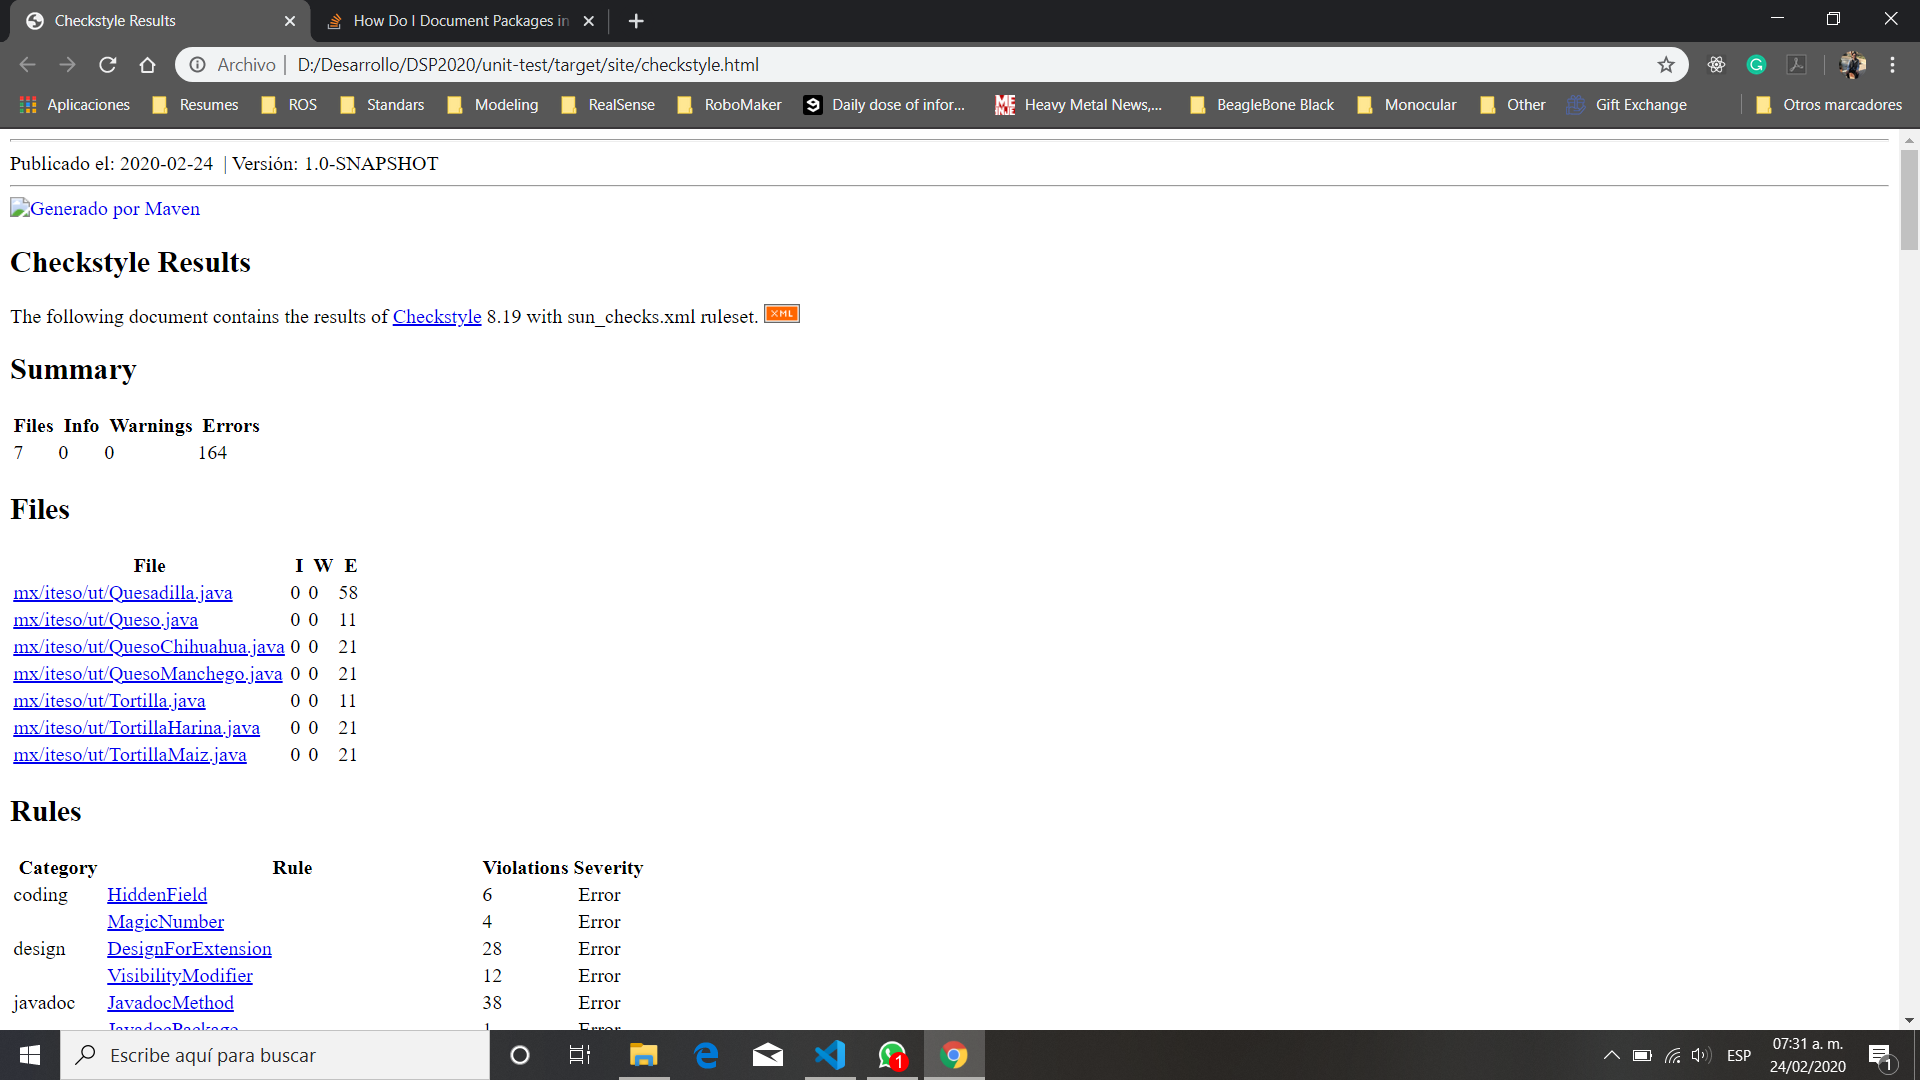 Checkstyle Results
How Do I Document Packages in
Archivo
D:/Desarrollo/DSP2020/unit-test/target/site/checkstyle.html
Aplicaciones
Resumes
ROS
Standars
Modeling
RealSense
RoboMaker
Daily dose of infor...
Heavy Metal News,...
BeagleBone Black
Monocular
Other
Gift Exchange
Otros marcadores
Publicado el: 2020-02-24 | Versión: 1.0-SNAPSHOT
Generado por Maven
Checkstyle Results
The following document contains the results of Checkstyle 8.19 with sun_checks.xml ruleset. XML
Summary
Files Info Warnings Errors
7 0 0 164
Files
File I W E
mx/iteso/ut/Quesadilla.java 0 0 58
mx/iteso/ut/Queso.java 0 0 11
mx/iteso/ut/QuesoChihuahua.java 0 0 21
mx/iteso/ut/QuesoManchego.java 0 0 21
mx/iteso/ut/Tortilla.java 0 0 11
mx/iteso/ut/TortillaHarina.java 0 0 21
mx/iteso/ut/TortillaMaiz.java 0 0 21
Rules
Category Rule Violations Severity
coding HiddenField 6 Error
MagicNumber 4 Error
design DesignForExtension 28 Error
VisibilityModifier 12 Error
javadoc JavadocMethod 38 Error
JavadocPackage 1 Error
Escribe aquí para buscar
1
ESP
07:31 a. m.
24/02/2020
1